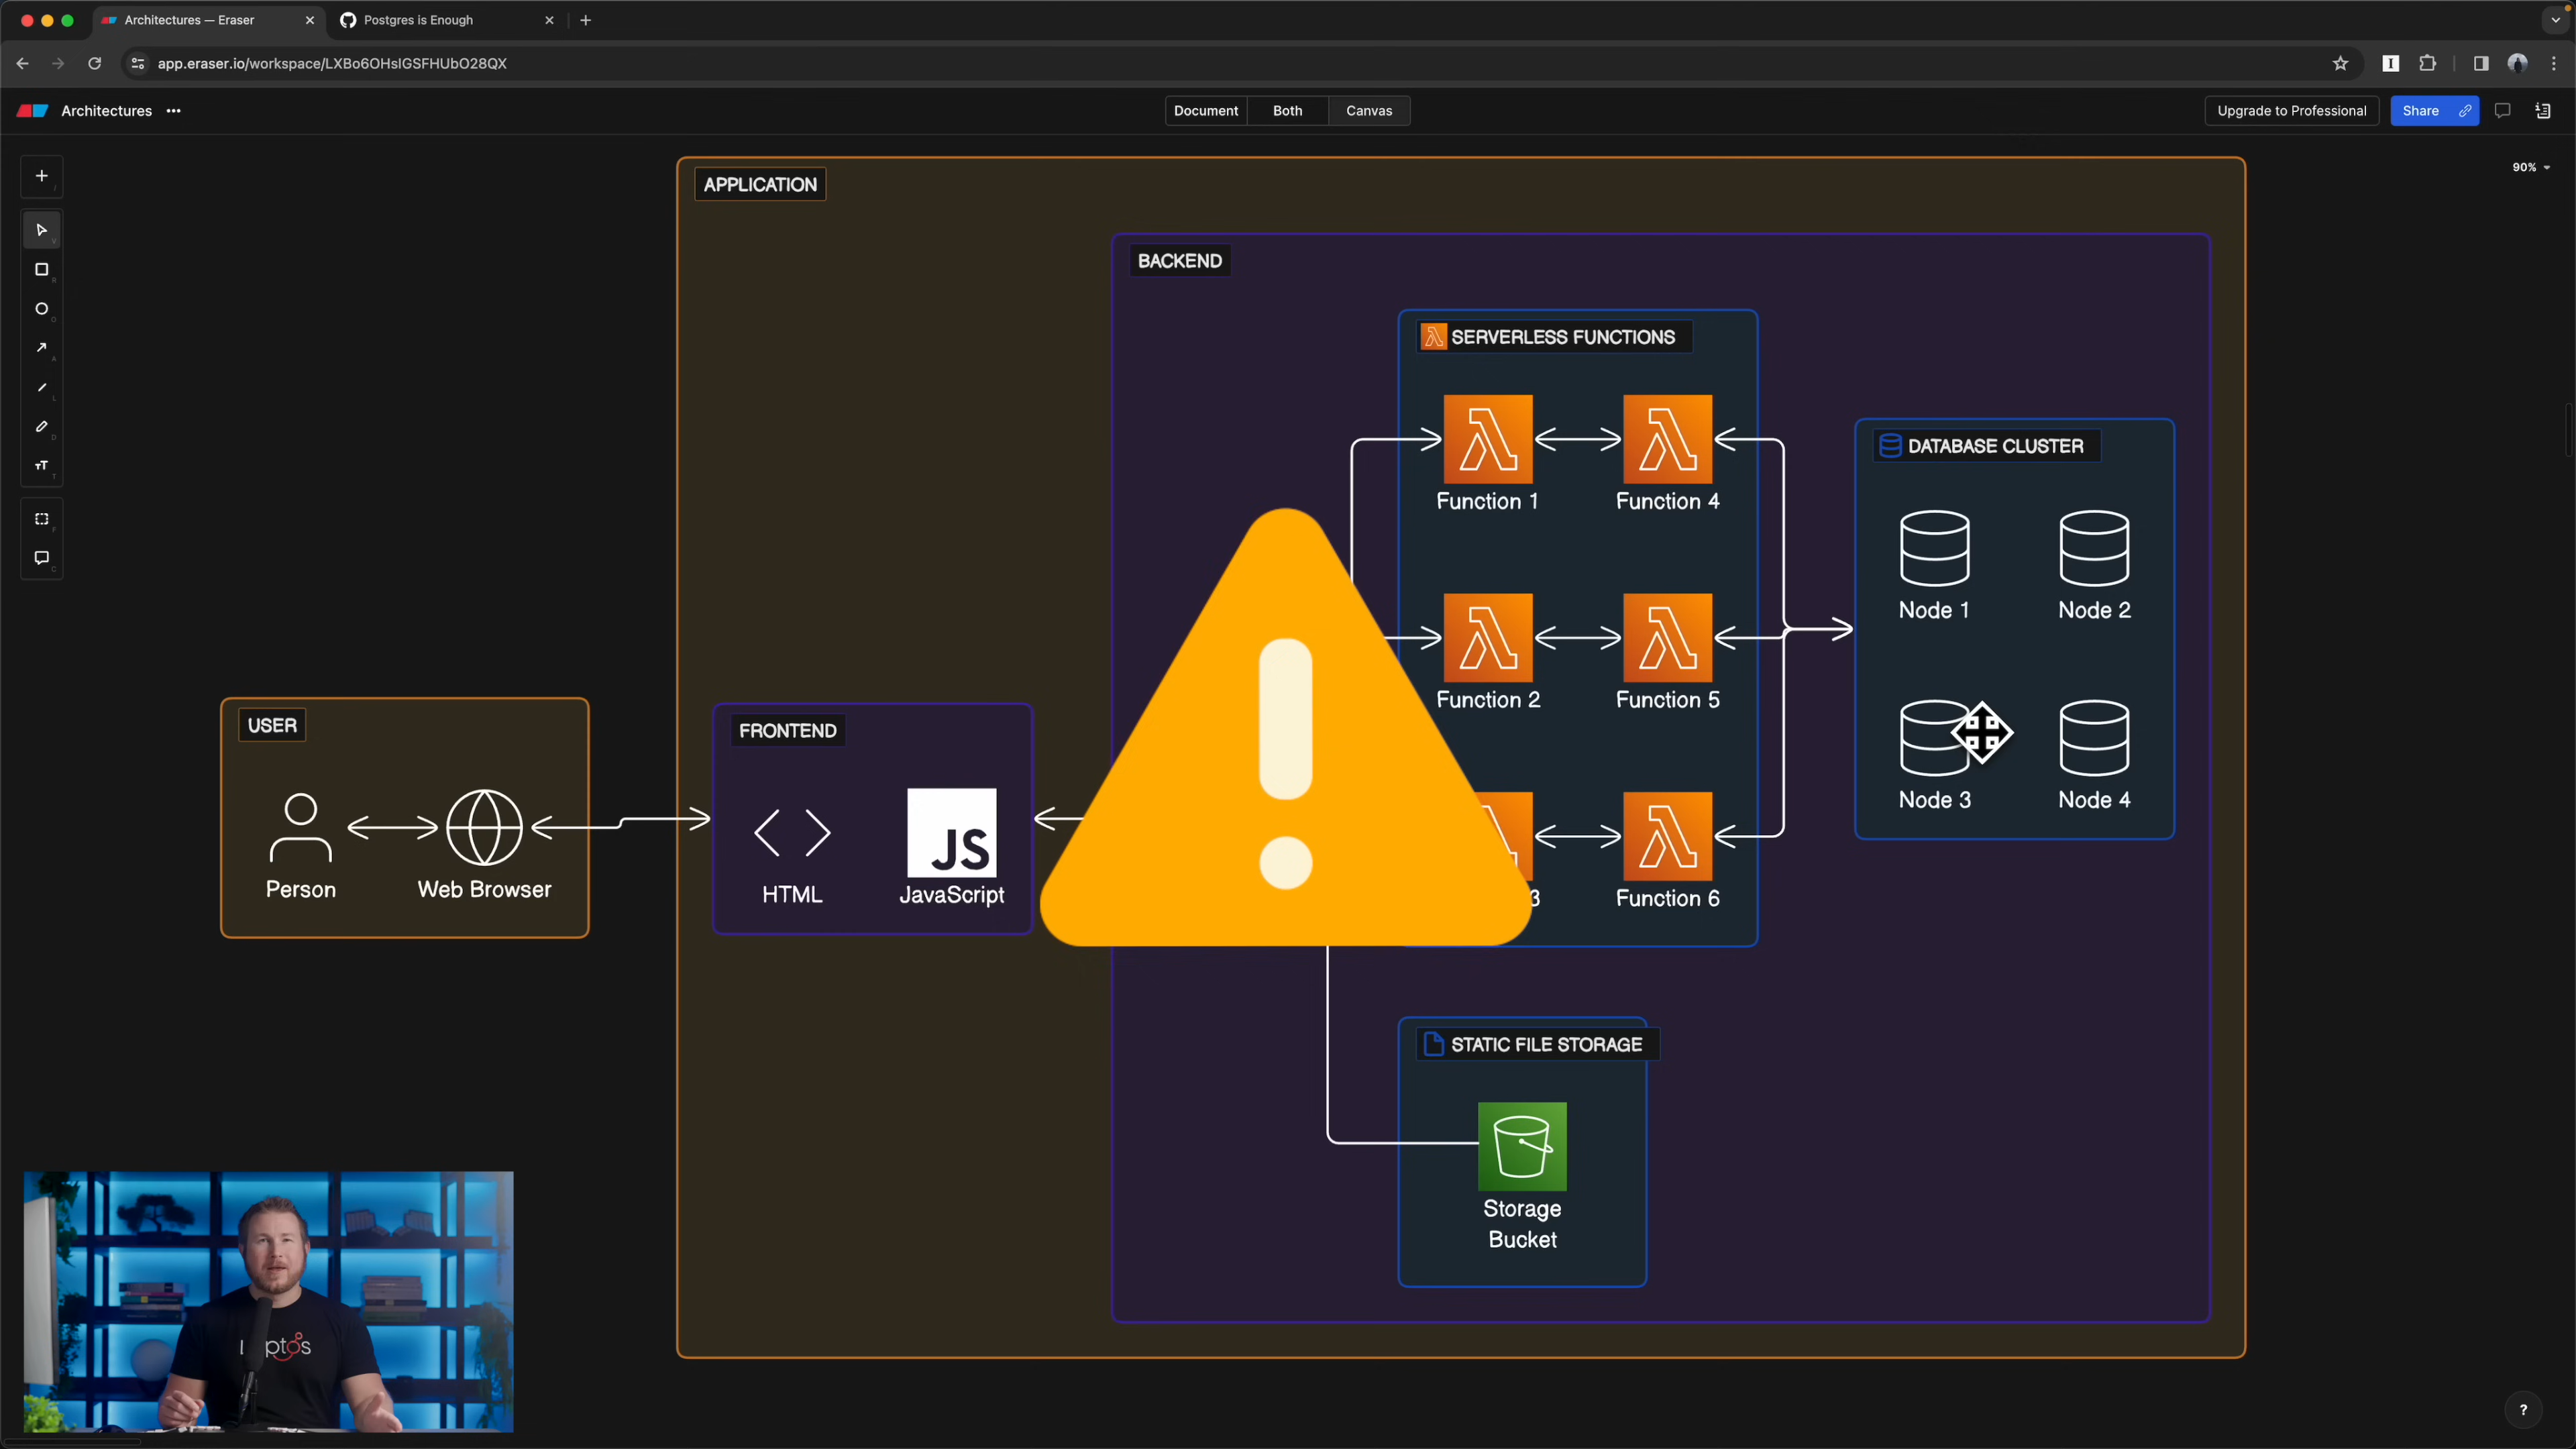 Architectures — Eraser
Postgres is Enough
app.eraser.io/workspace/LXBo6OHsIGSFHUbO28QX
Architectures
Document
Both
Canvas
Upgrade to Professional
Share
90%
APPLICATION
BACKEND
SERVERLESS FUNCTIONS
Function 1
Function 4
DATABASE CLUSTER
Node 1
Node 2
Function 2
Function 5
Node 3
Node 4
USER
Person
Web Browser
FRONTEND
HTML
JS
JavaScript
3
Function 6
STATIC FILE STORAGE
Storage
Bucket
?